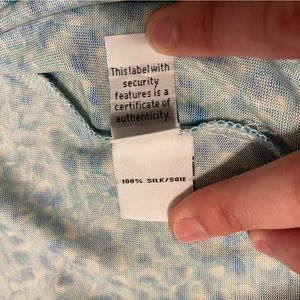 This label with
security
features is a
certificate of
authenticity.
100% SILK/SOIE